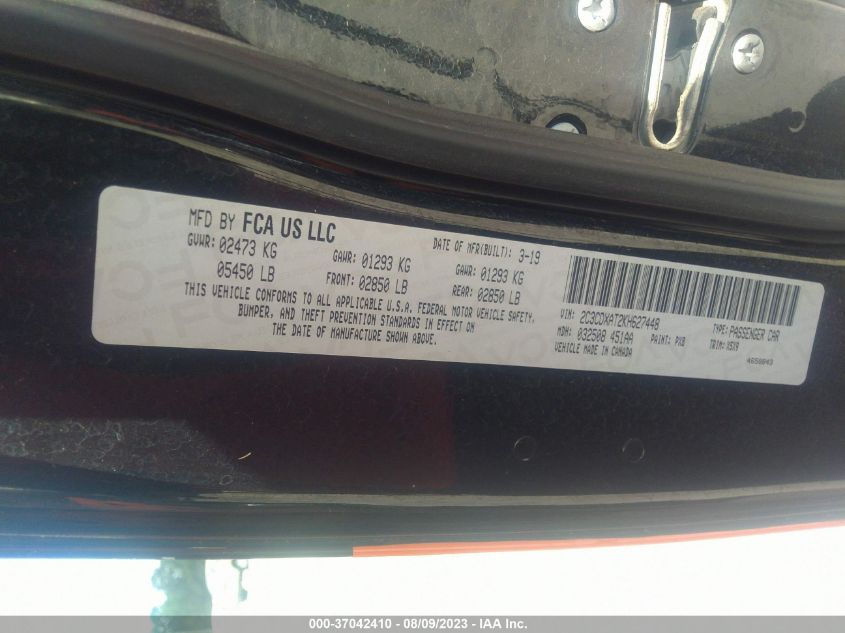 MFD BY FCA US LLC
DATE OF MFR(BUILT): 3-19
GVWR: 02473 KG
GAWR: 01293 KG
GAWR: 01293 KG
05450 LB
FRONT: 02850 LB
REAR: 02850 LB
THIS VEHICLE CONFORMS TO ALL APPLICABLE U.S.A. FEDERAL MOTOR VEHICLE SAFETY,
BUMPER, AND THEFT PREVENTION STANDARDS IN EFFECT ON
THE DATE OF MANUFACTURE SHOWN ABOVE.
VIN: 2C3CDXAT2KH627448
TYPE: PASSENGER CAR
MDH: 032508 451AA
PAINT: PX8
TRIM: X5X9
VEHICLE MADE IN CANADA
4658043
000-37042410 - 08/09/2023 - IAA Inc.